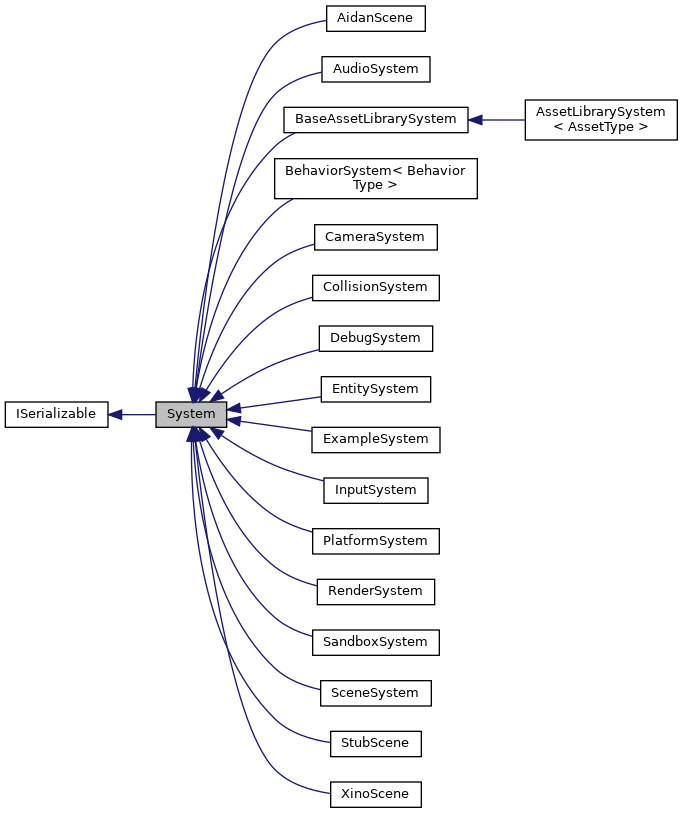 AidanScene
AudioSystem
BaseAssetLibrarySystem
AssetLibrarySystem
< AssetType >
BehaviorSystem< Behavior
Type >
CameraSystem
CollisionSystem
DebugSystem
EntitySystem
ISerializable
System
ExampleSystem
InputSystem
PlatformSystem
RenderSystem
SandboxSystem
SceneSystem
StubScene
XinoScene